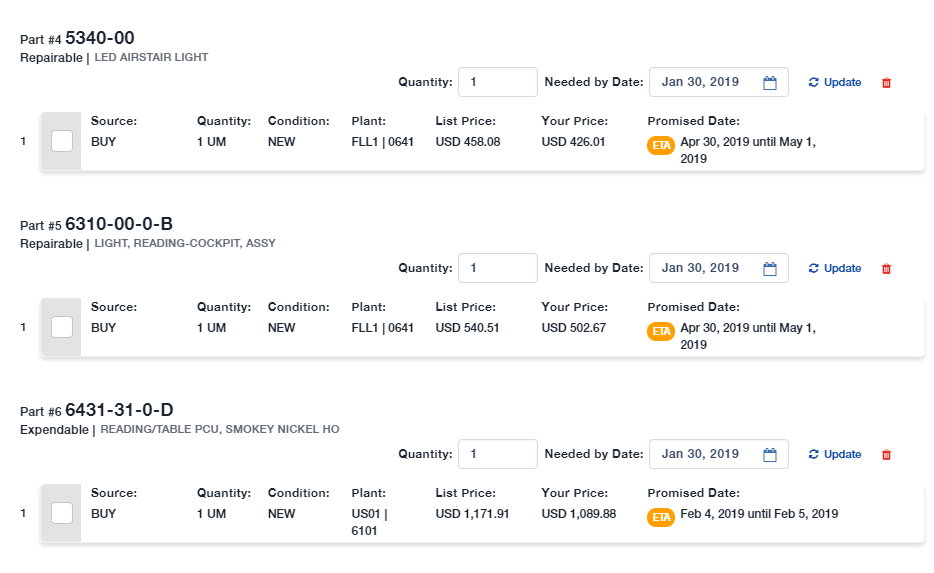 Part #4 5340-00
Repairable | LED AIRSTAIR LIGHT
Quantity: 1 Needed by Date: Jan 30, 2019 Update
Source: Quantity: Condition: Plant: List Price: Your Price: Promised Date:
1 BUY 1 UM NEW FLL1 | 0641 USD 458.08 USD 426.01 ETA Apr 30, 2019 until May 1,
2019
Part #5 6310-00-0-B
Repairable | LIGHT, READING-COCKPIT, ASSY
Quantity: 1 Needed by Date: Jan 30, 2019 Update
Source: Quantity: Condition: Plant: List Price: Your Price: Promised Date:
1 BUY 1 UM NEW FLL1 | 0641 USD 540.51 USD 502.67 ETA Apr 30, 2019 until May 1,
2019
Part #6 6431-31-0-D
Expendable | READING/TABLE PCU, SMOKEY NICKEL HO
Quantity: 1 Needed by Date: Jan 30, 2019 Update
Source: Quantity: Condition: Plant: List Price: Your Price: Promised Date:
1 BUY 1 UM NEW US01 | USD 1,171.91 USD 1,089.88 ETA Feb 4, 2019 until Feb 5, 2019
6101